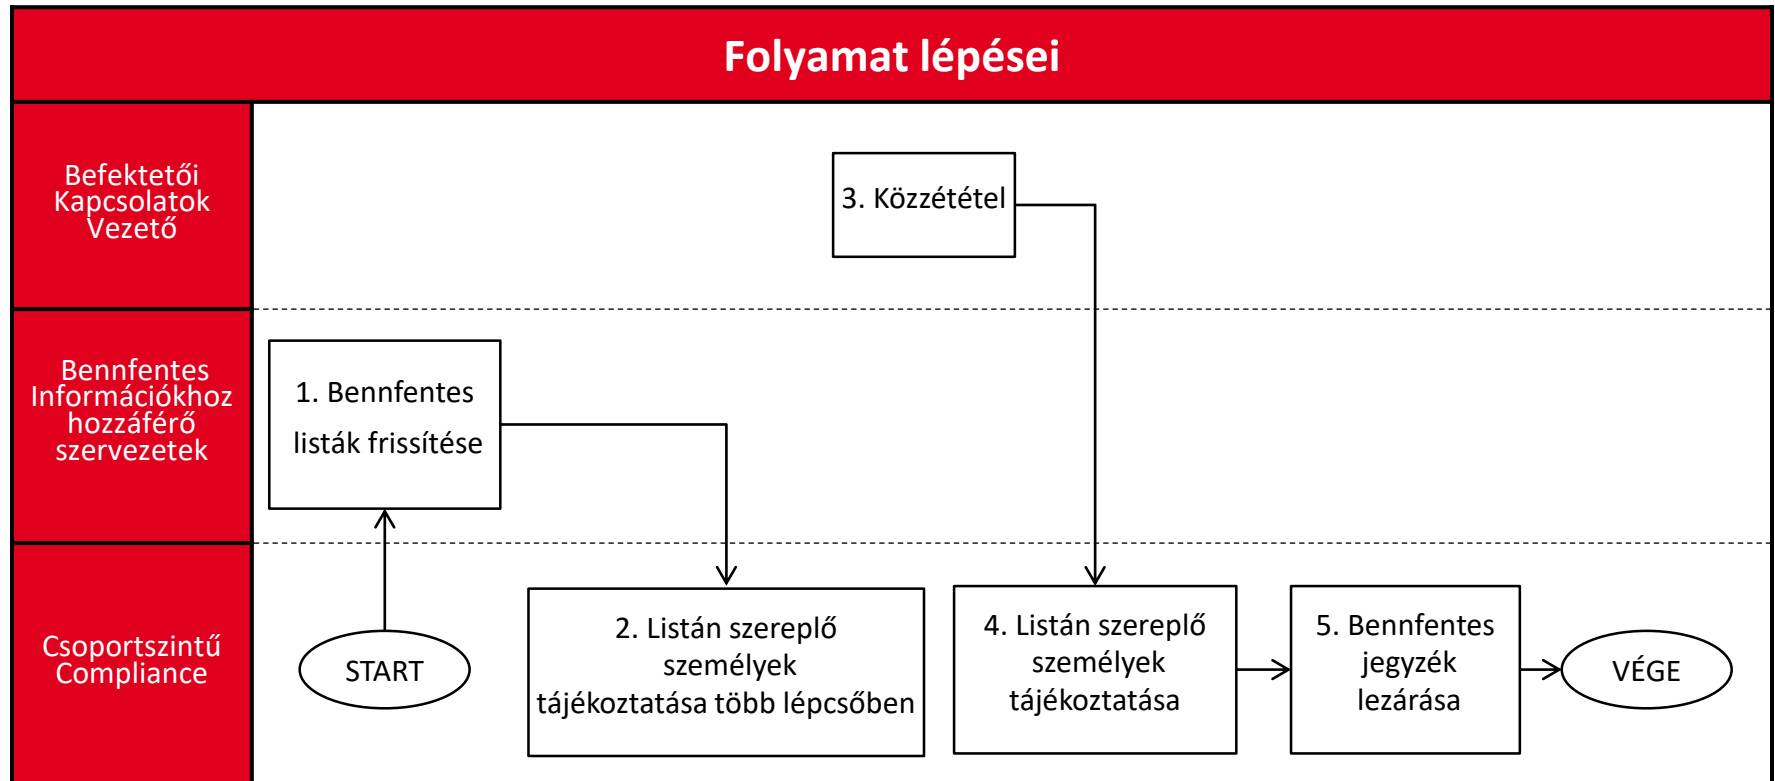 Folyamat lépései
Befektetői
Kapcsolatok
Vezető
3. Közzététel
Bennfentes
Információkhoz
hozzáférő
szervezetek
1. Bennfentes
listák frissítése
Csoportszintű
Compliance
START
2. Listán szereplő
személyek
tájékoztatása több lépcsőben
4. Listán szereplő
személyek
tájékoztatása
5. Bennfentes
jegyzék
lezárása
VÉGE